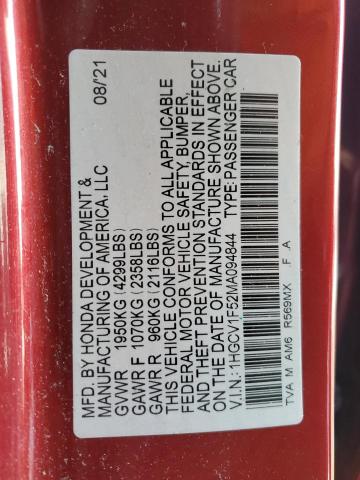 MFD. BY HONDA DEVELOPMENT & 08/21
MANUFACTURING OF AMERICA, LLC
GVWR 1950KG (4299LBS)
GAWR F 1070KG (2358LBS)
GAWR R 960KG (2116LBS)
THIS VEHICLE CONFORMS TO ALL APPLICABLE
FEDERAL MOTOR VEHICLE SAFETY, BUMPER,
AND THEFT PREVENTION STANDARDS IN EFFECT
ON THE DATE OF MANUFACTURE SHOWN ABOVE.
V.I.N.: 1HGCV1F52MA094844 TYPE: PASSENGER CAR
TVA M AM6 R569MX F A